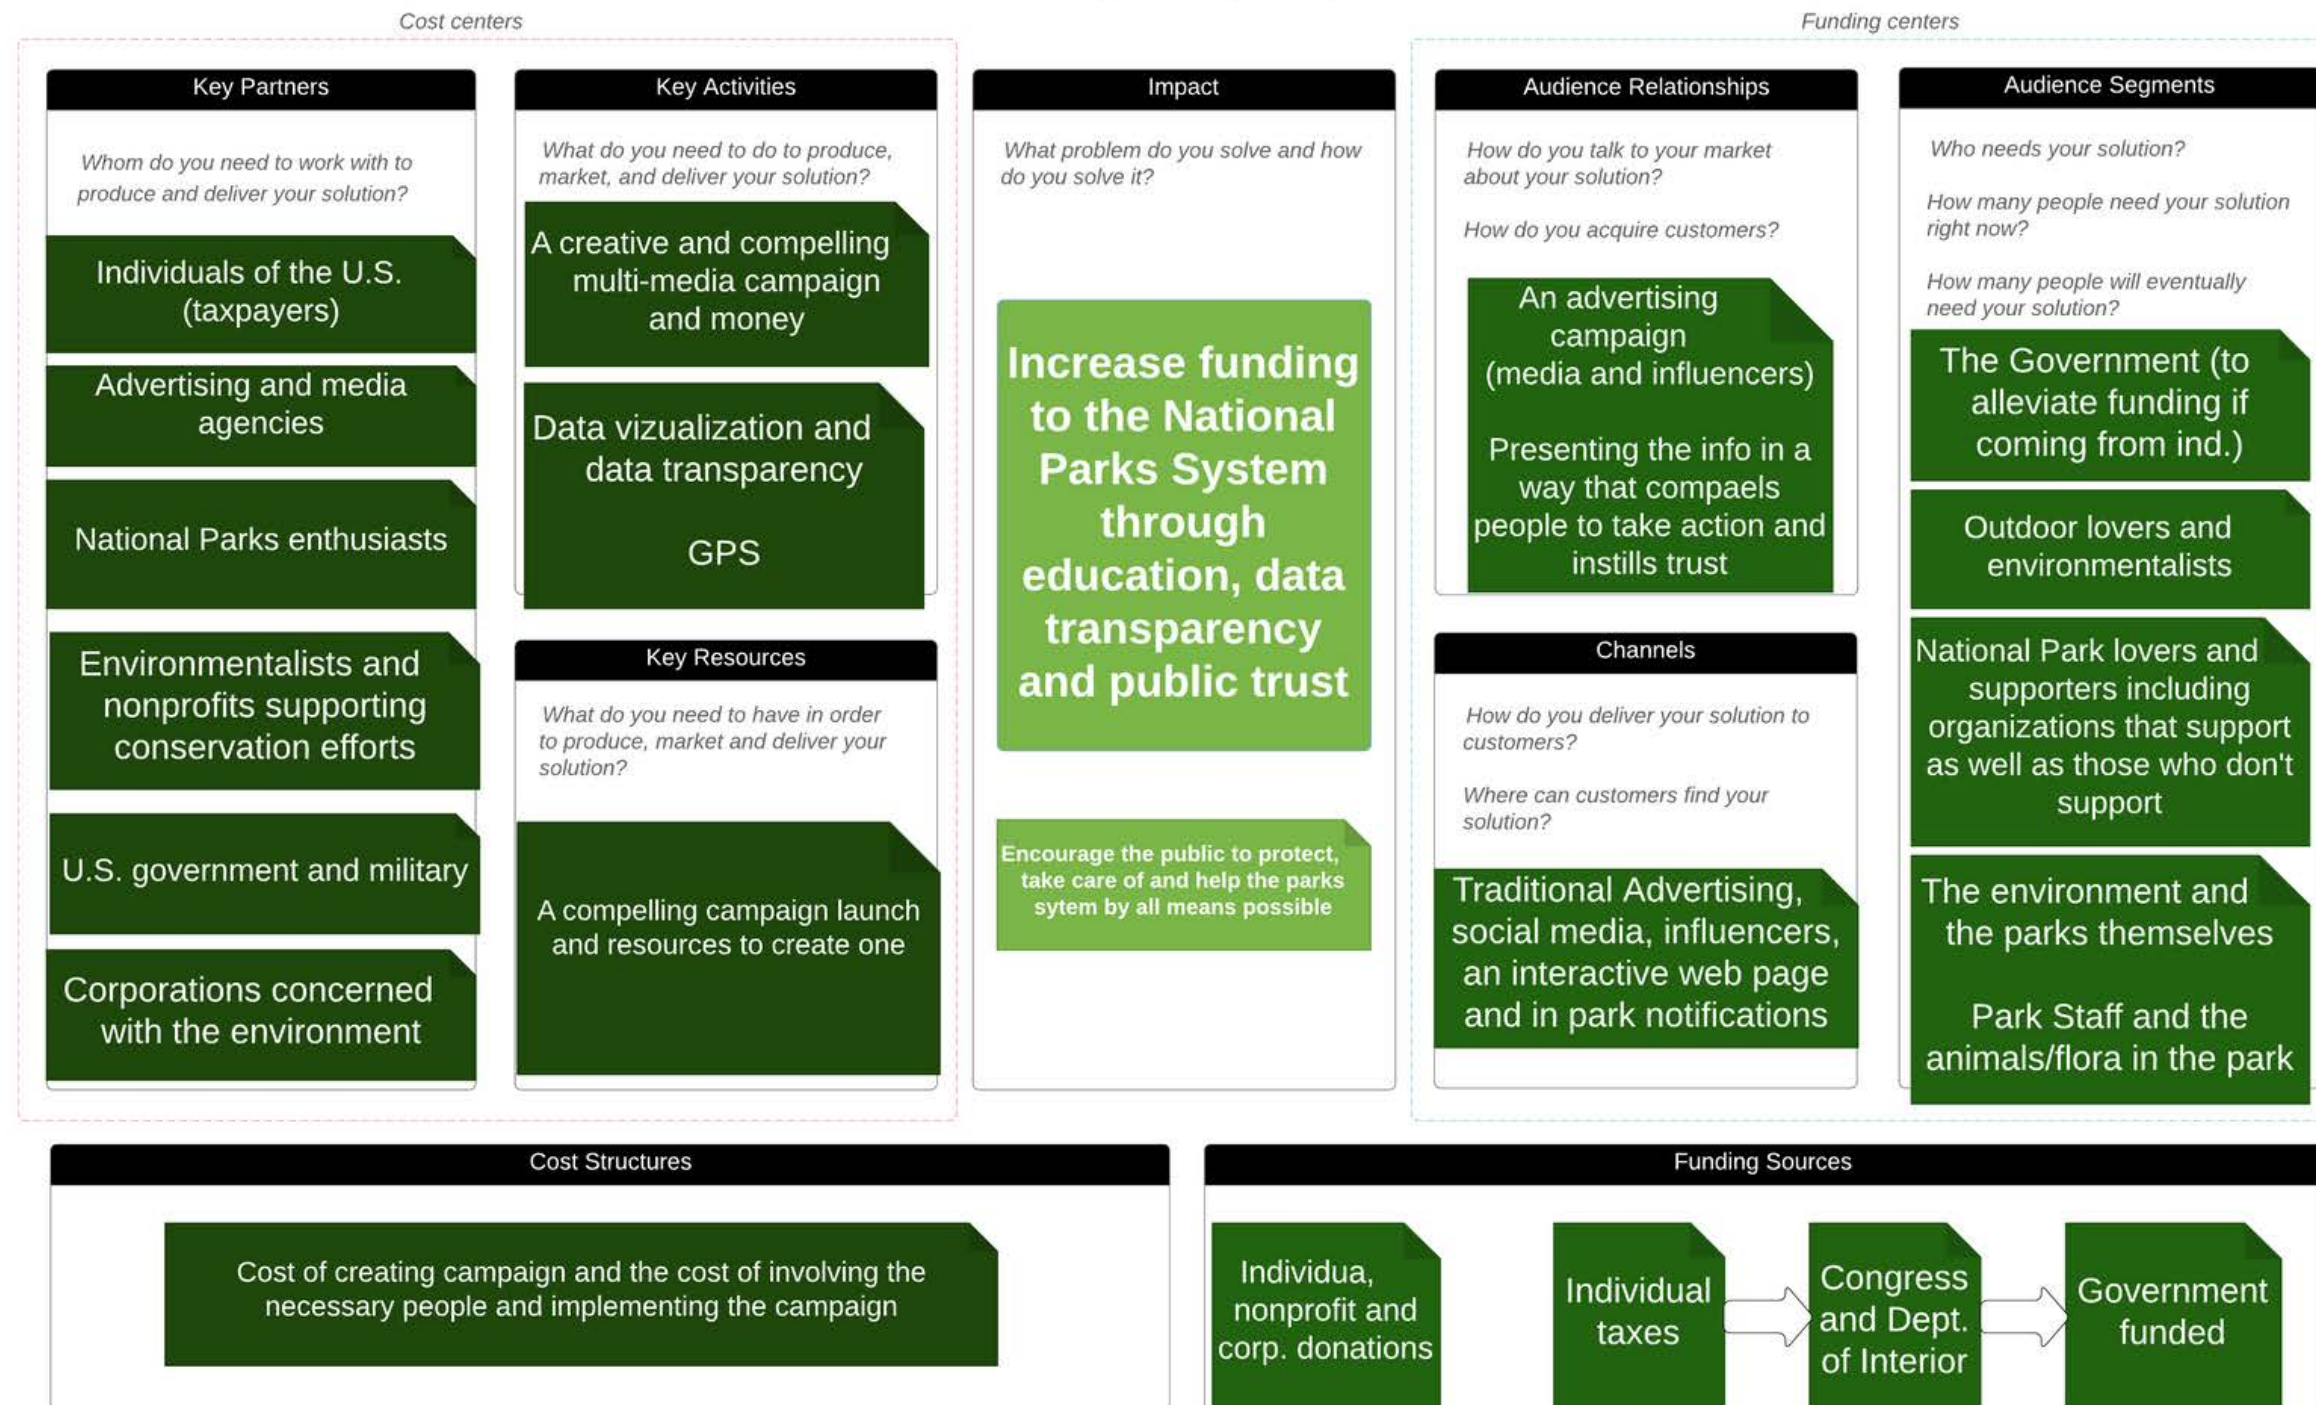 Cost centers
Funding centers
Key Partners
Whom do you need to work with to
produce and deliver your solution?
Individuals of the U.S.
(taxpayers)
Advertising and media
agencies
National Parks enthusiasts
Environmentalists and
nonprofits supporting
conservation efforts
U.S. government and military
Corporations concerned
with the environment
Key Activities
What do you need to do to produce,
market, and deliver your solution?
A creative and compelling
multi-media campaign
and money
Data vizualization and
data transparency
GPS
Key Resources
What do you need to have in order
to produce, market and deliver your
solution?
A compelling campaign launch
and resources to create one
Impact
What problem do you solve and how
do you solve it?
Increase funding
to the National
Parks System
through
education, data
transparency
and public trust
Encourage the public to protect,
take care of and help the parks
sytem by all means possible
Audience Relationships
How do you talk to your market
about your solution?
How do you acquire customers?
An advertising
campaign
(media and influencers)
Presenting the info in a
way that compaels
people to take action and
instills trust
Channels
How do you deliver your solution to
customers?
Where can customers find your
solution?
Traditional Advertising,
social media, influencers,
an interactive web page
and in park notifications
Audience Segments
Who needs your solution?
How many people need your solution
right now?
How many people will eventually
need your solution?
The Government (to
alleviate funding if
coming from ind.)
Outdoor lovers and
environmentalists
National Park lovers and
supporters including
organizations that support
as well as those who don't
support
The environment and
the parks themselves
Park Staff and the
animals/flora in the park
Cost Structures
Cost of creating campaign and the cost of involving the
necessary people and implementing the campaign
Funding Sources
Individua,
nonprofit and
corp. donations
Individual
taxes
Congress
and Dept.
of Interior
Government
funded